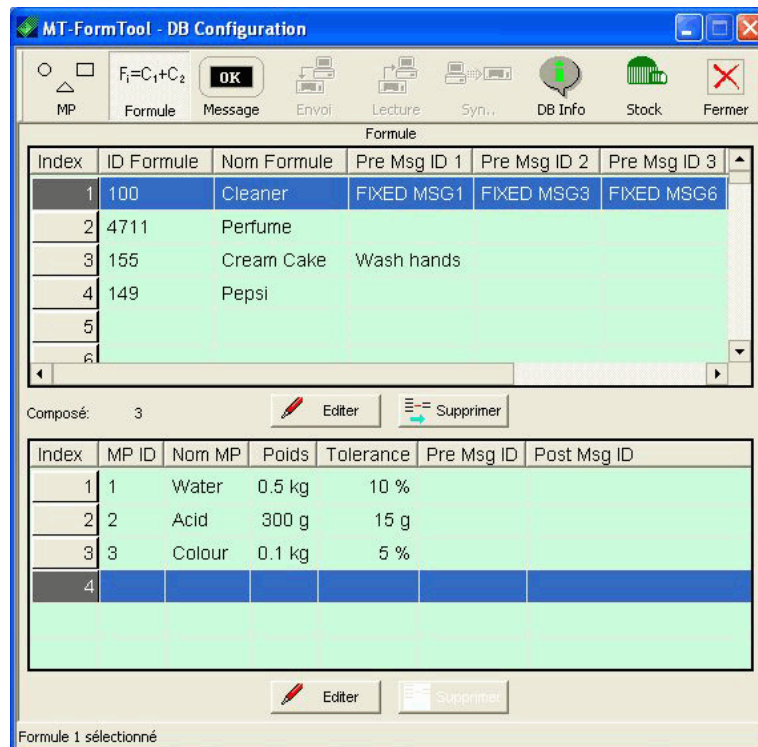 MT-FormTool - DB Configuration
F₁=C₁+C₂ OK
MP Formule Message Envoi Lecture Syn.. DB Info Stock Fermer
Formule
Index ID Formule Nom Formule Pre Msg ID 1 Pre Msg ID 2 Pre Msg ID 3
1 100 Cleaner FIXED MSG1 FIXED MSG3 FIXED MSG6
2 4711 Perfume
3 155 Cream Cake Wash hands
4 149 Pepsi
5
6
Composé: 3 Editer Supprimer
Index MP ID Nom MP Poids Tolerance Pre Msg ID Post Msg ID
1 1 Water 0.5 kg 10 %
2 2 Acid 300 g 15 g
3 3 Colour 0.1 kg 5 %
4
Editer Supprimer
Formule 1 sélectionné